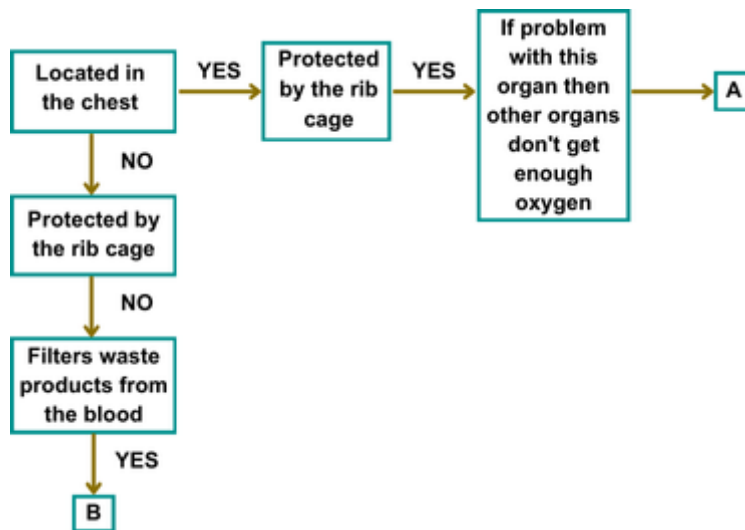 Located in
the chest
YES
Protected
by the rib
cage
YES
If problem
with this
organ then
other organs
don't get
enough
oxygen
A
NO
Protected by
the rib cage
NO
Filters waste
products from
the blood
YES
B